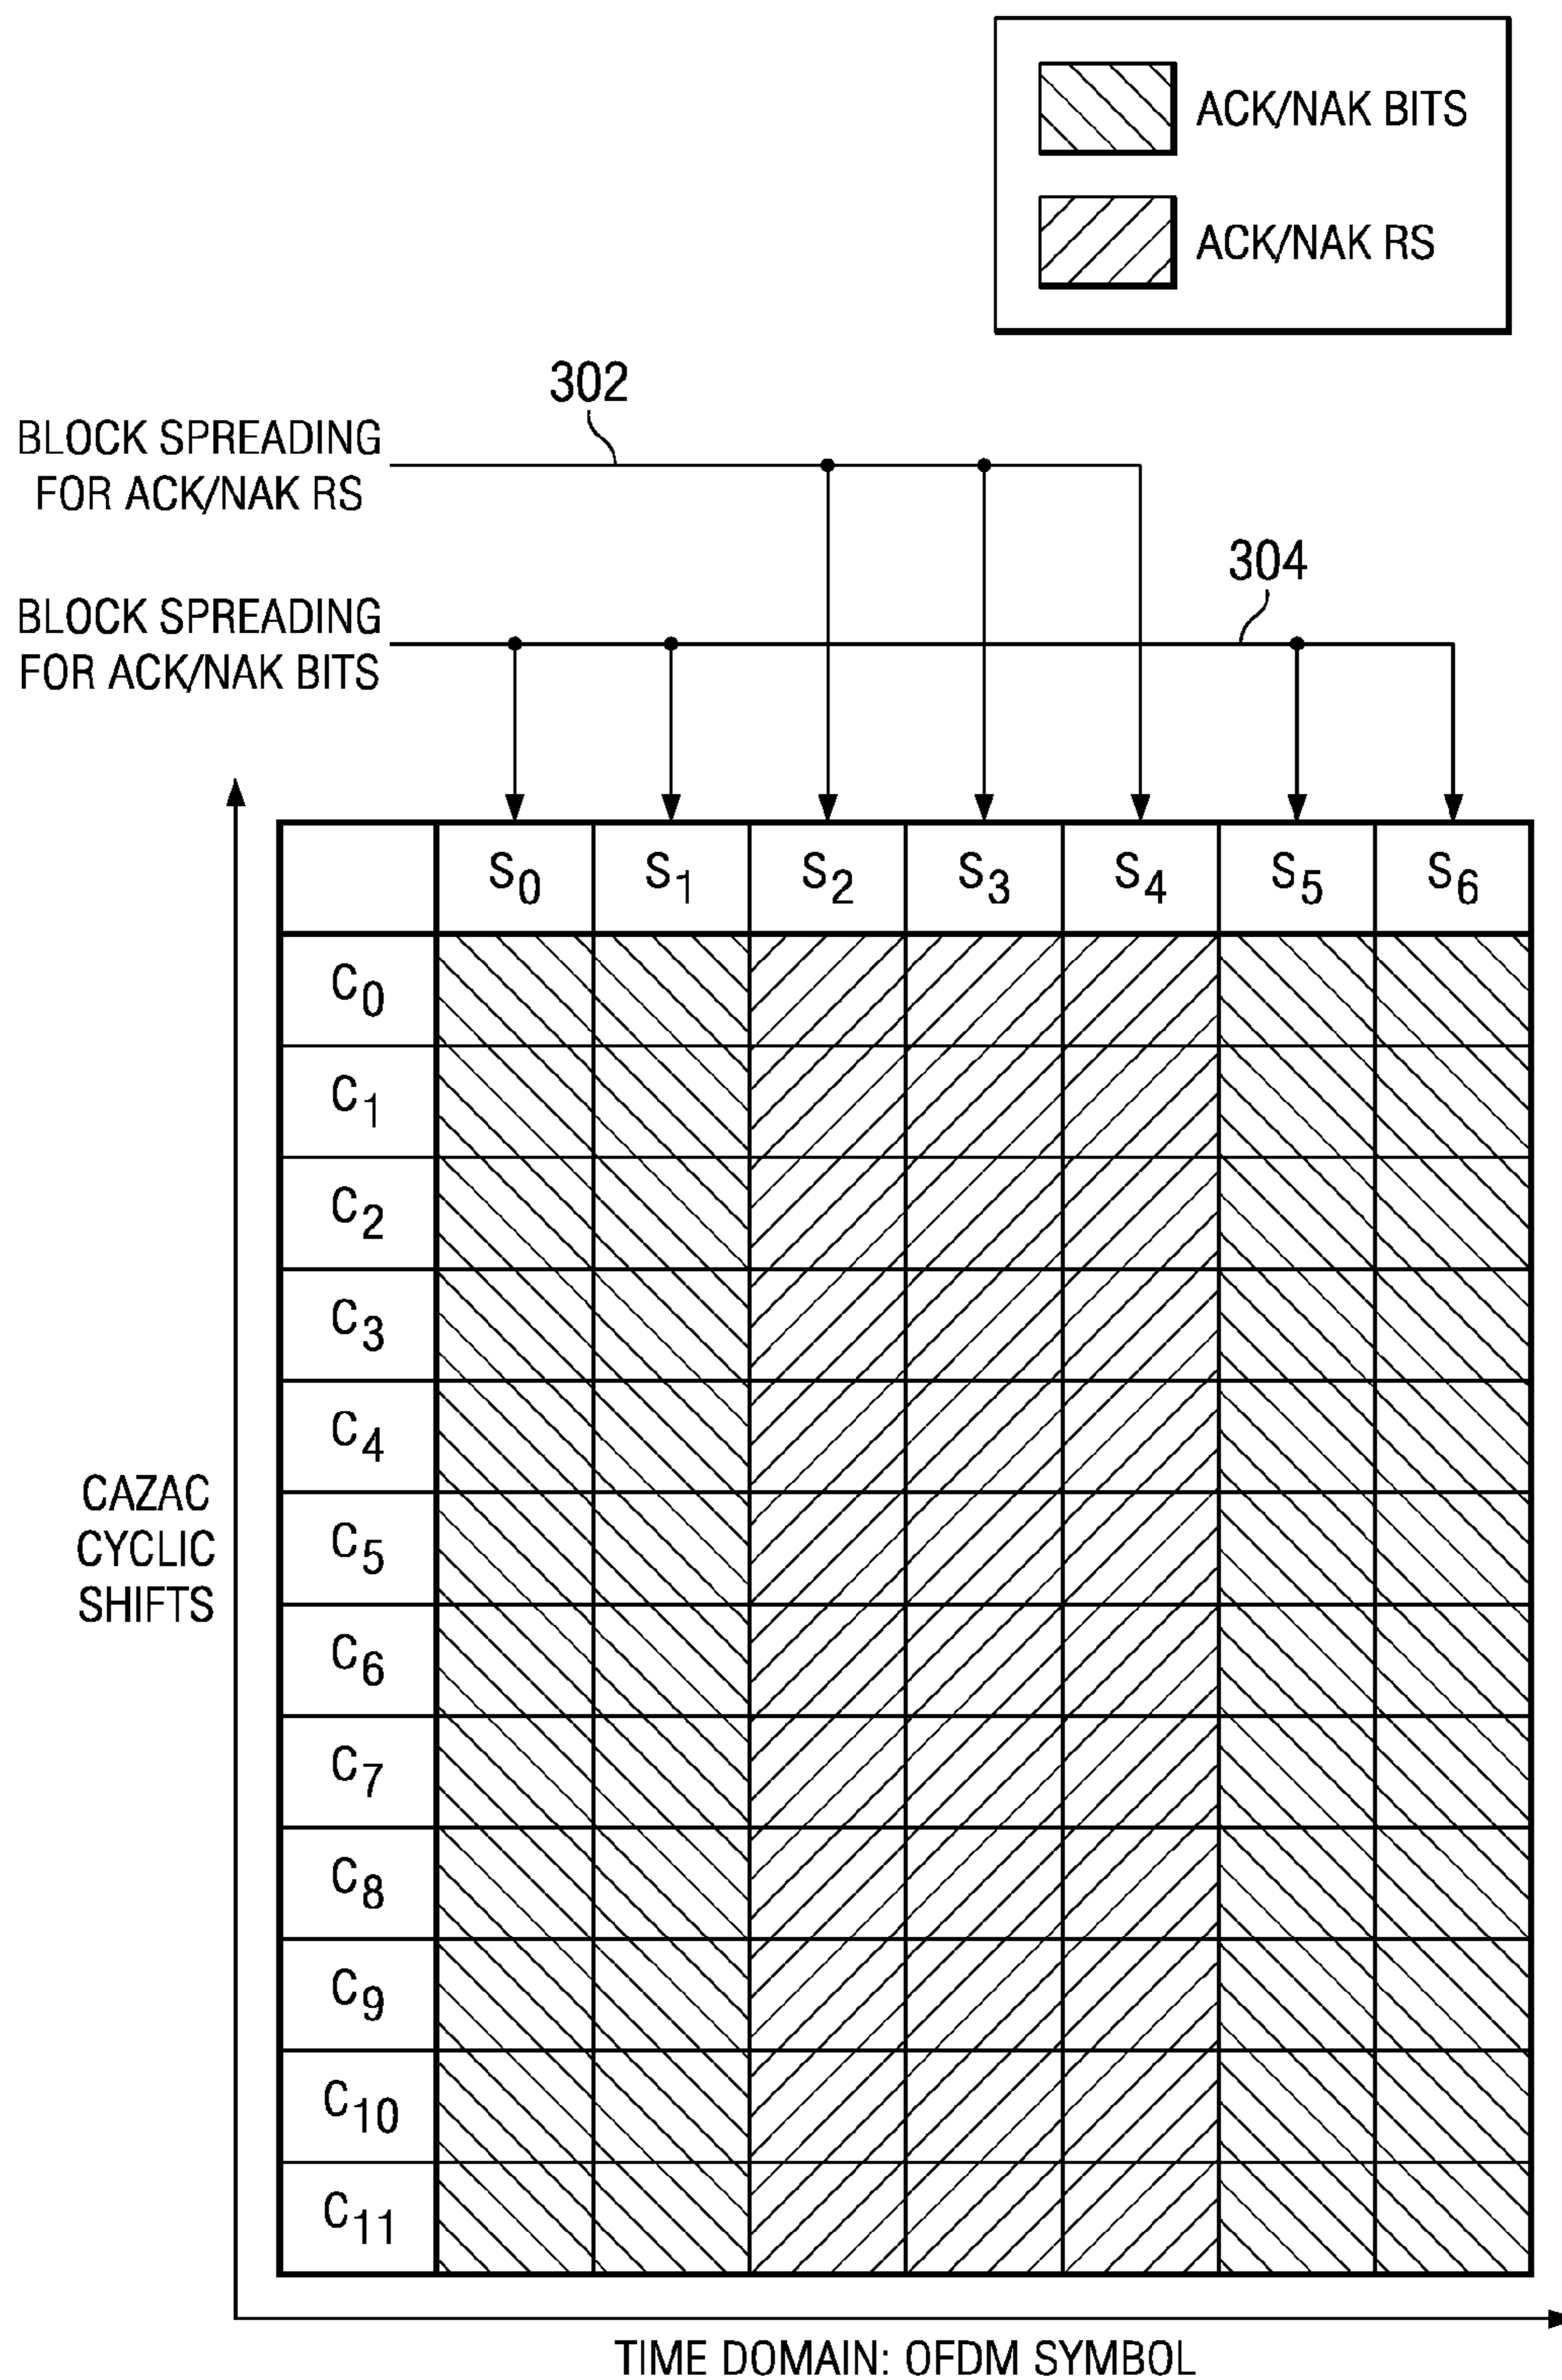 ACK/NAK BITS
ACK/NAK RS
302
BLOCK SPREADING
FOR ACK/NAK RS
304
BLOCK SPREADING
FOR ACK/NAK BITS
S0 S1 S2 S3 S4 S5 S6
C0
C1
C2
C3
C4
C5
C6
C7
C8
C9
C10
C11
CAZAC
CYCLIC
SHIFTS
TIME DOMAIN: OFDM SYMBOL